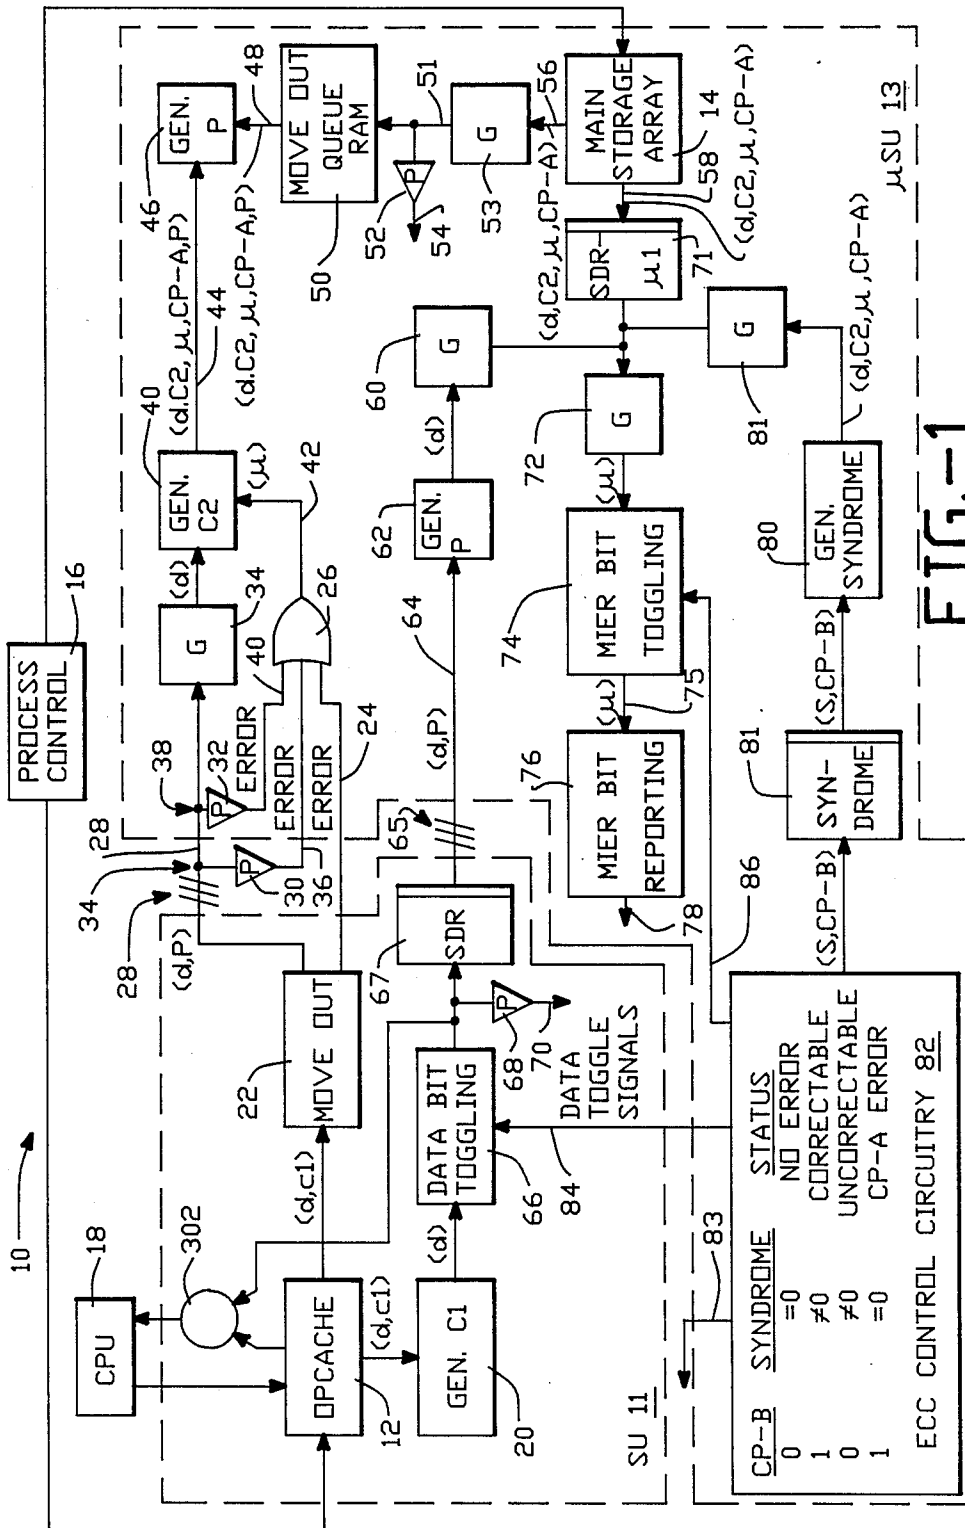 10
PROCESS
CONTROL
16
18
CPU
302
OPCACHE
12
(d,c1)
(d,c1)
GEN. C1
20
SU 11
22
MOVE OUT
(d,P)
28
34
28
38
P
30
36
P
32
ERROR
ERROR
ERROR
24
40
26
G
34
(d)
GEN.
C2
40
(μ)
42
(d.C2,μ,CP-A,P)
44
(d.C2,μ,CP-A,P)
46
GEN.
P
48
MOVE OUT
QUEUE
RAM
50
51
P
52
54
G
53
56
(d,C2,μ,CP-A)
MAIN
STORAGE
ARRAY
14
58
(d,C2,μ,CP-A)
μSU 13
(d)
DATA BIT
TOGGLING
66
SDR
67
P
68
70
65
(d,P)
64
GEN.
P
62
(d)
G
60
SDR-
μ1
71
G
72
(μ)
MIER BIT
TOGGLING
74
(μ)
75
MIER BIT
REPORTING
76
78
86
DATA
TOGGLE
SIGNALS
84
83
CP-B SYNDROME STATUS
0 =0 NO ERROR
1 ≠0 CORRECTABLE
0 ≠0 UNCORRECTABLE
1 =0 CP-A ERROR
ECC CONTROL CIRCUITRY 82
(S,CP-B)
SYN-
DROME
81
(S,CP-B)
GEN.
SYNDROME
80
(d,C2,μ,CP-A)
G
81
FIG.-1